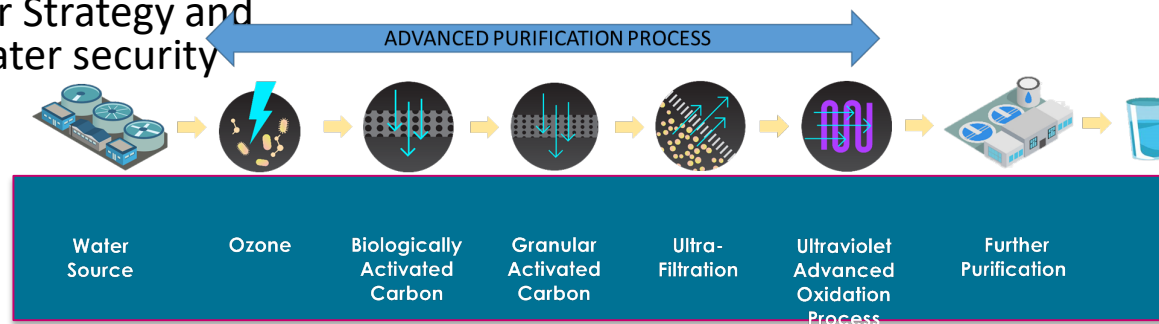 r Strategy and
ater security
ADVANCED PURIFICATION PROCESS
Water
Source
Ozone
Biologically
Activated
Carbon
Granular
Activated
Carbon
Ultra-
Filtration
Ultraviolet
Advanced
Oxidation
Process
Further
Purification